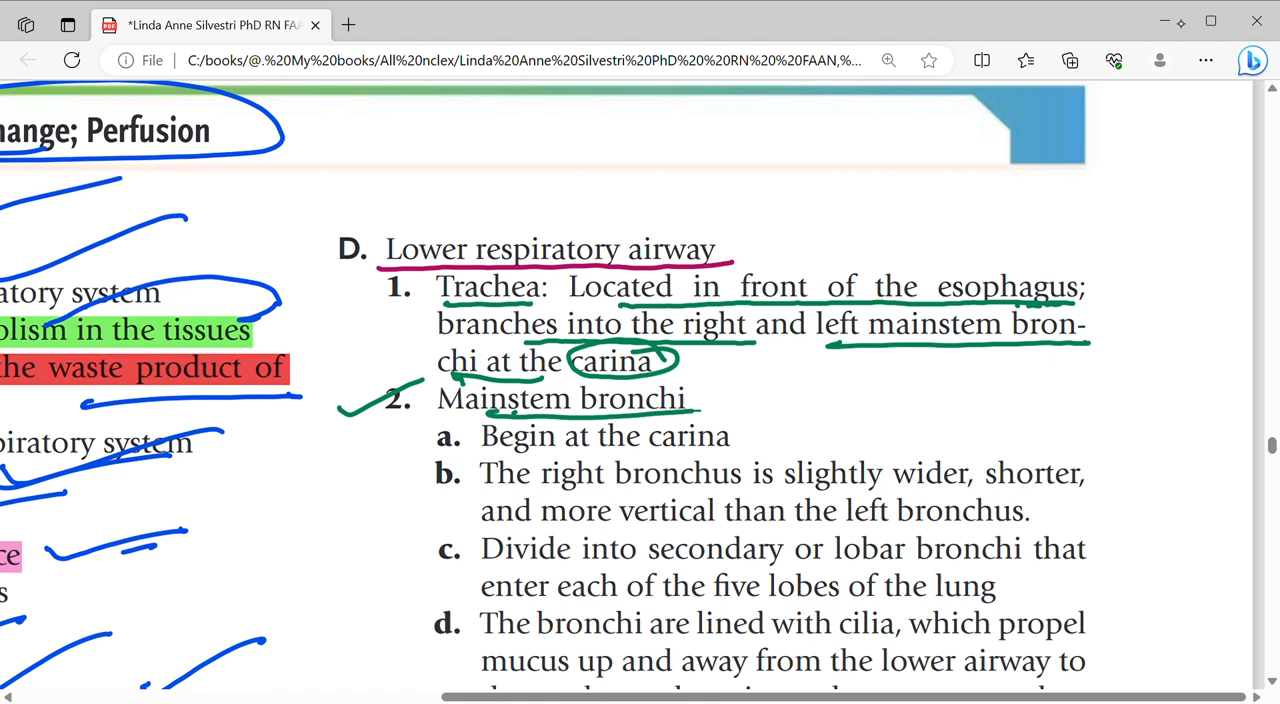 *Linda Anne Silvestri PhD RN FAA
File
C:/books/@.%20My%20books/All%20nclex/Linda%20Anne%20Silvestri%20PhD%20%20RN%20%20FAAN,%...
hange; Perfusion
atory system
olism in the tissues
the waste product of
piratory system
ce
s
D. Lower respiratory airway
1. Trachea: Located in front of the esophagus;
branches into the right and left mainstem bron-
chi at the carina
2. Mainstem bronchi
a. Begin at the carina
b. The right bronchus is slightly wider, shorter,
and more vertical than the left bronchus.
c. Divide into secondary or lobar bronchi that
enter each of the five lobes of the lung
d. The bronchi are lined with cilia, which propel
mucus up and away from the lower airway to